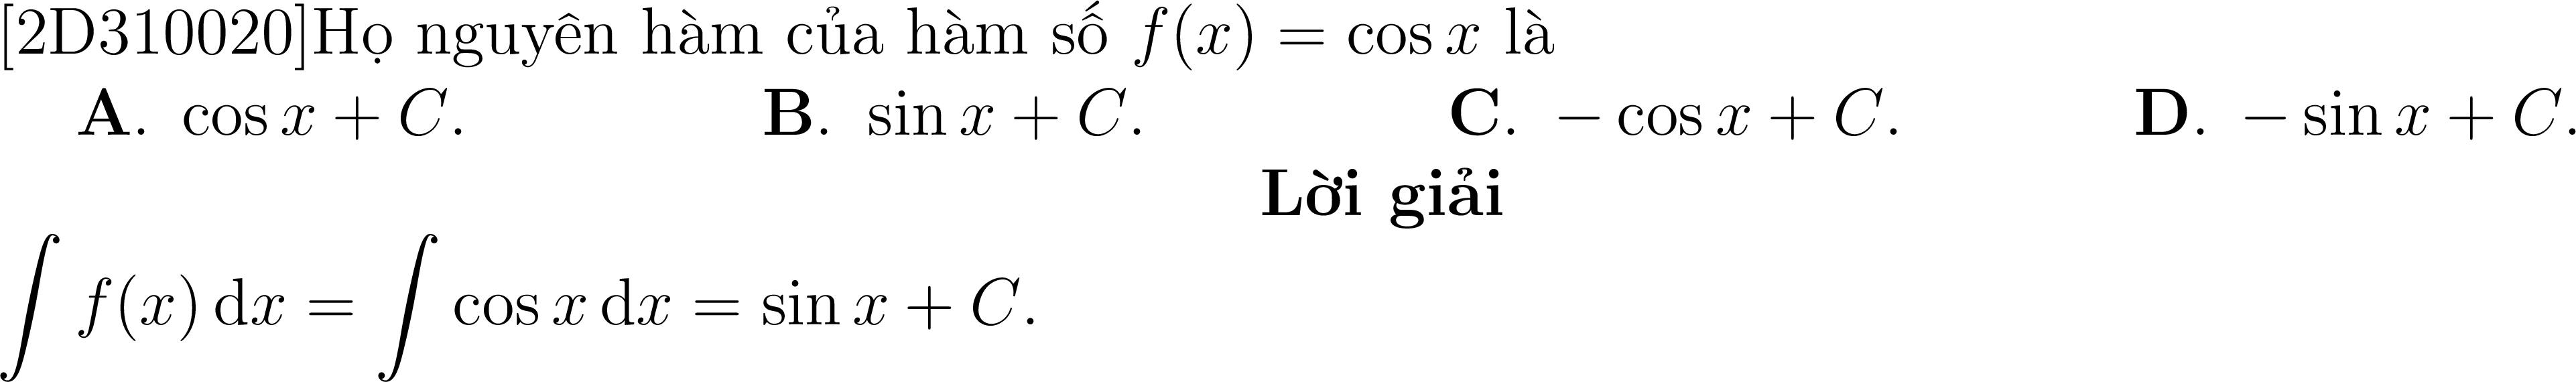 [2D310020]Họ nguyên hàm của hàm số f(x) = cos x là
A. cos x + C. B. sin x + C. C. − cos x + C. D. − sin x + C.
Lời giải
∫ f(x) dx = ∫ cos x dx = sin x + C.